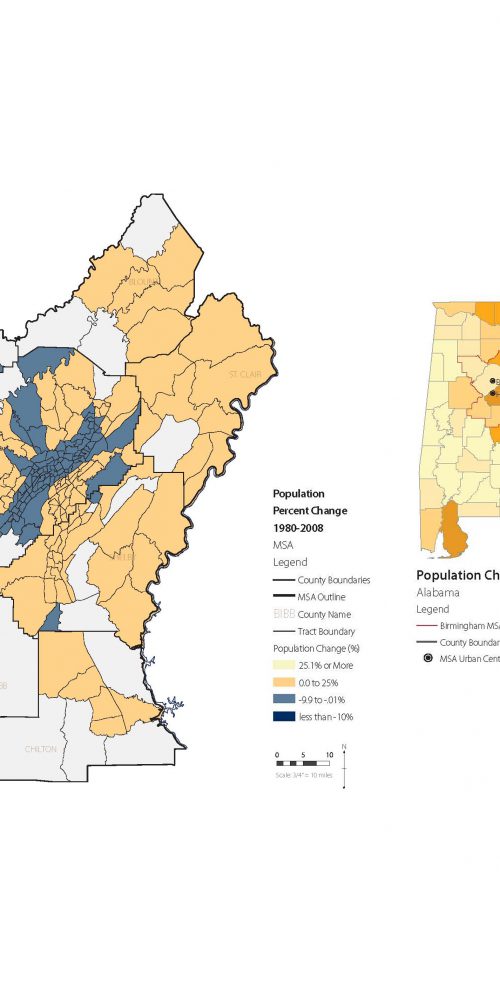 BLOUNT
ST. CLAIR
SHELBY
CHILTON
Population
Percent Change
1980-2008
MSA
Legend
County Boundaries
MSA Outline
BIBB County Name
Tract Boundary
Population Change (%)
25.1% or More
0.0 to 25%
-9.9 to -.01%
less than -10%
0 5 10
Scale: 3/4" = 10 miles
N
Population Ch
Alabama
Legend
Birmingham MSA
County Boundar
MSA Urban Cent